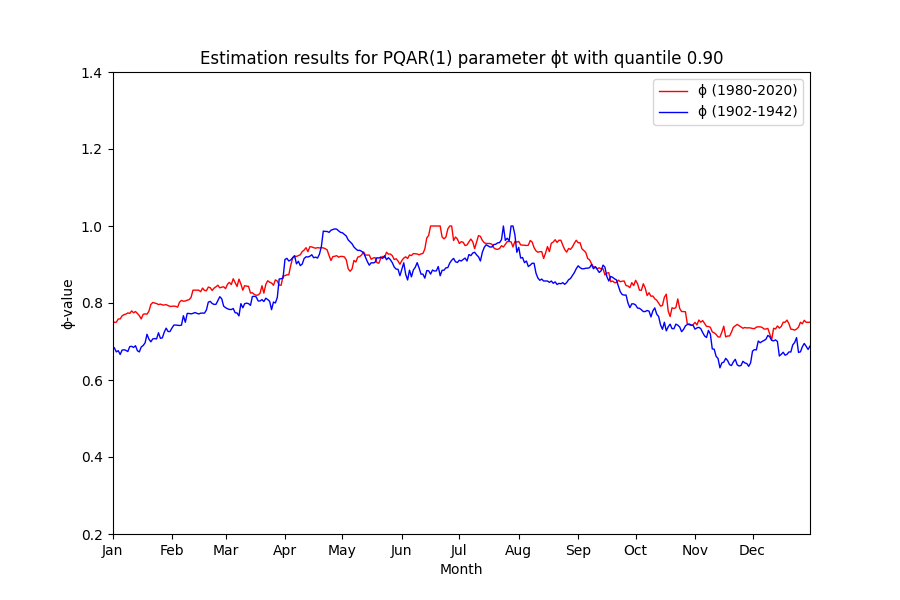 Estimation results for PQAR(1) parameter ϕt with quantile 0.90
ϕ (1980-2020)
ϕ (1902-1942)
1.4
1.2
1.0
0.8
0.6
0.4
0.2
ϕ-value
Jan Feb Mar Apr May Jun Jul Aug Sep Oct Nov Dec
Month